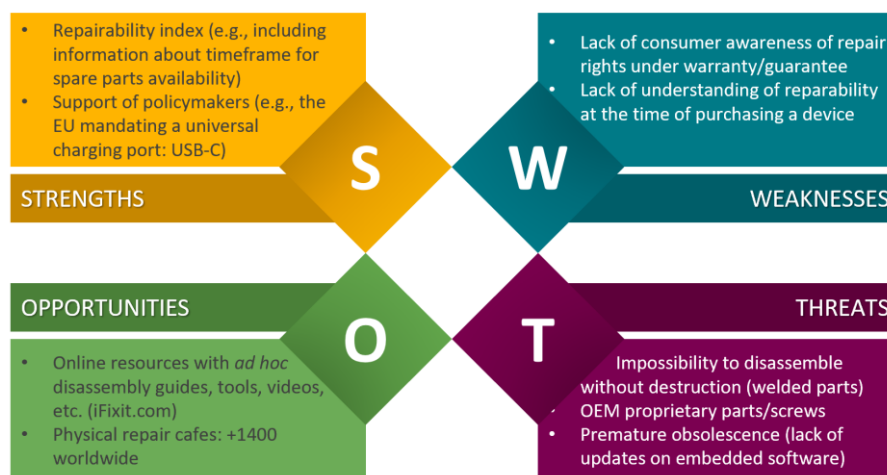 • Repairability index (e.g., including
information about timeframe for
spare parts availability)
• Support of policymakers (e.g., the
EU mandating a universal
charging port: USB-C)
S
STRENGTHS
• Lack of consumer awareness of repair
rights under warranty/guarantee
• Lack of understanding of reparability
at the time of purchasing a device
W
WEAKNESSES
OPPORTUNITIES
O
• Online resources with ad hoc
disassembly guides, tools, videos,
etc. (iFixit.com)
• Physical repair cafes: +1400
worldwide
THREATS
T
Impossibility to disassemble
without destruction (welded parts)
• OEM proprietary parts/screws
• Premature obsolescence (lack of
updates on embedded software)